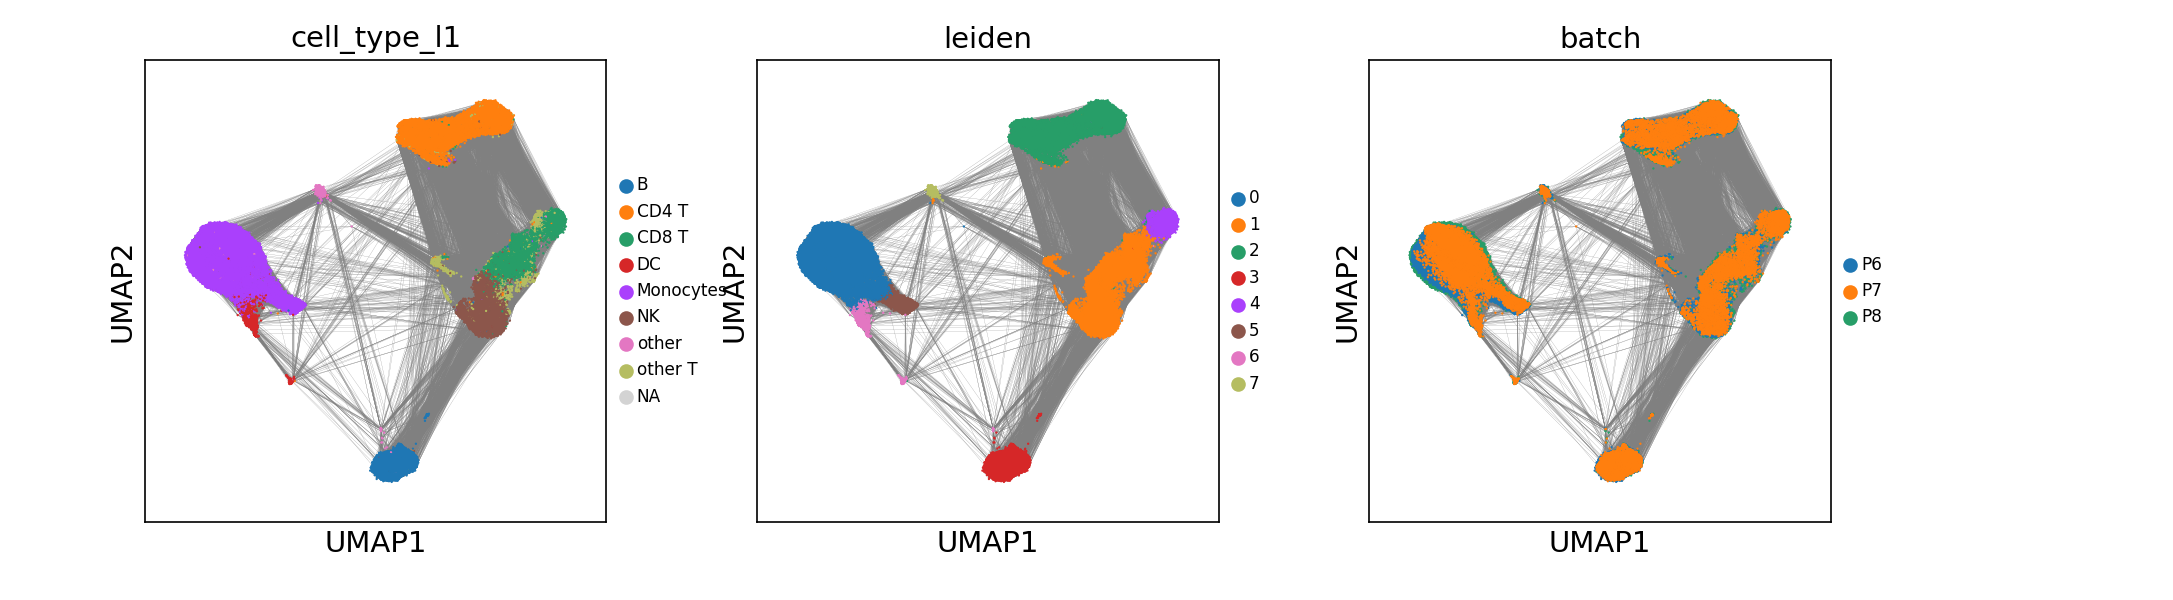 cell_type_l1
UMAP2
UMAP1
B
CD4 T
CD8 T
DC
Monocytes
NK
other
other T
NA
leiden
UMAP2
UMAP1
0
1
2
3
4
5
6
7
batch
UMAP2
UMAP1
P6
P7
P8